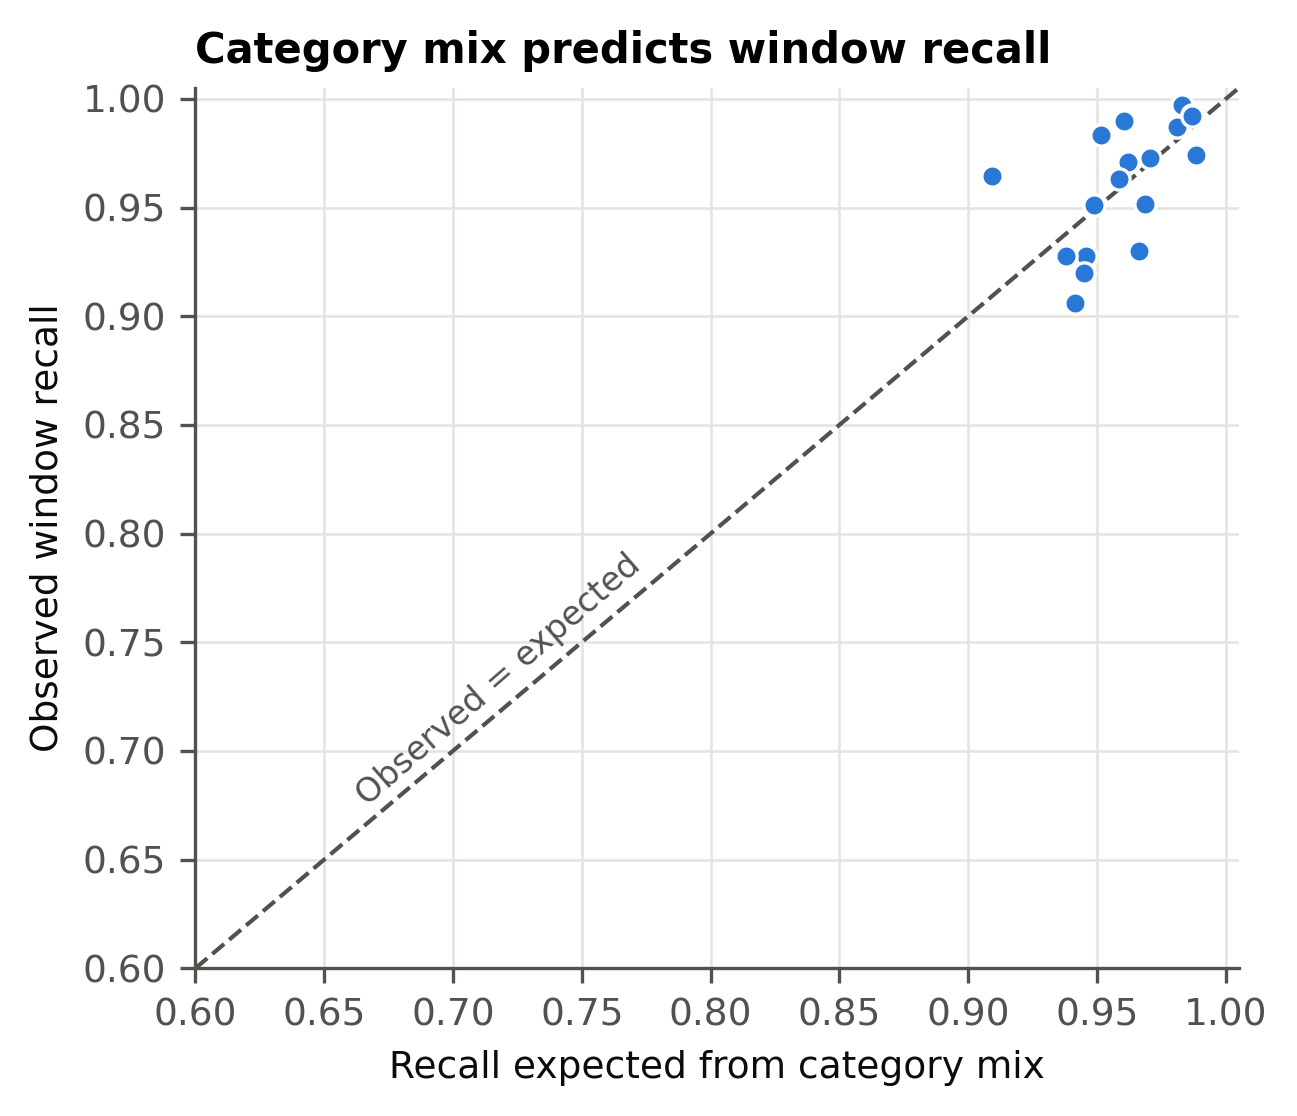 Category mix predicts window recall
Observed window recall
1.00
0.95
0.90
0.85
0.80
0.75
0.70
0.65
0.60
Observed = expected
0.60 0.65 0.70 0.75 0.80 0.85 0.90 0.95 1.00
Recall expected from category mix